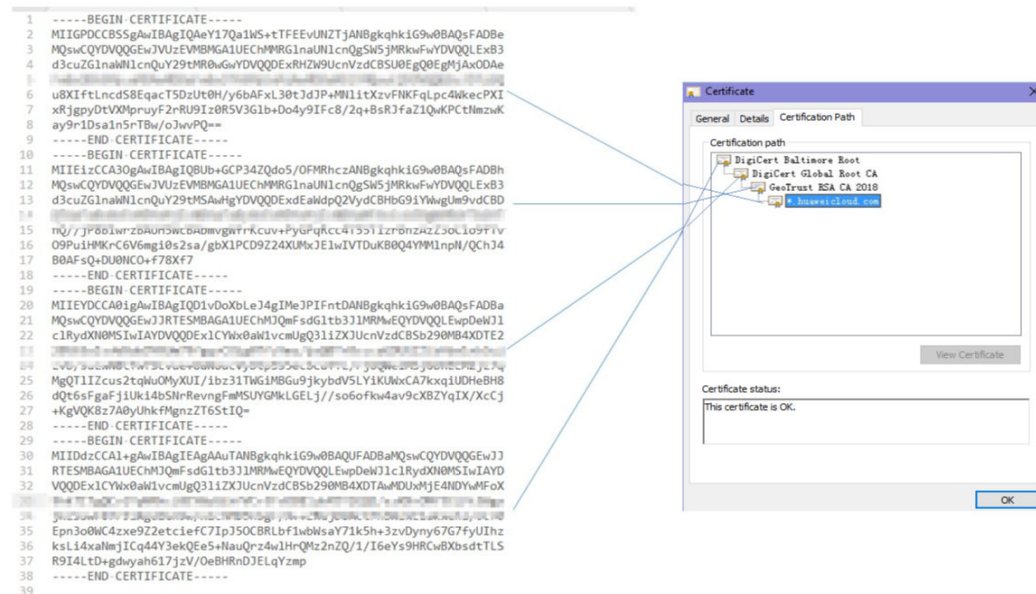 1 -----BEGIN CERTIFICATE-----
2 MIIGPDCCBSSgAwIBAgIQAeY17Qa1WS+tTFEEvUNZTjANBgkqhkiG9w0BAQsFADBe
3 MQswCQYDVQQGEwJVUzEVMBMGA1UEChMMRGlnaUNlcnQgSW5jMRkwFwYDVQQLExB3
4 d3cuZGlnaWNlcnQuY29tMR0wGwYDVQQDExRHZW9UcnVzdCBSU0EgQ0EgMjAxODAe
6 u8XIftLncdS8EqacT5DzUt0H/y6bAFxL30tJdJP+MNlitXzvFNKFqLpc4WkecPXI
7 xRjgpyDtVXMpruyF2rRU9Iz0R5V3Glb+Do4y9IFc8/2q+BsRJfaZ1QwKPCtNmzwK
8 ay9r1Dsa1n5rTBw/oJwvPQ==
9 -----END CERTIFICATE-----
10 -----BEGIN CERTIFICATE-----
11 MIIEizCCA3OgAwIBAgIQBUb+GCP34ZQdo5/OFMRhczANBgkqhkiG9w0BAQsFADBh
12 MQswCQYDVQQGEwJVUzEVMBMGA1UEChMMRGlnaUNlcnQgSW5jMRkwFwYDVQQLExB3
13 d3cuZGlnaWNlcnQuY29tMSAwHgYDVQQDExdEaWdpQ2VydCBHbG9iYWwgUm9vdCBD
16 O9PuiHMKrC6V6mgi0s2sa/gbXlPCD9Z24XUMxJElwIVTDuKB0Q4YMMlnpN/QChJ4
17 B0AFsQ+DU0NCO+f78Xf7
18 -----END CERTIFICATE-----
19 -----BEGIN CERTIFICATE-----
20 MIIEYDCCA0igAwIBAgIQD1vDoXbLeJ4gIMeJPIFntDANBgkqhkiG9w0BAQsFADBa
21 MQswCQYDVQQGEwJJRTESMBAGA1UEChMJQmFsdGltb3JlMRMwEQYDVQQLEwpDeWJl
22 clRydXN0MSIwIAYDVQQDExlCYWx0aW1vcmUgQ3liZXJUcnVzdCBSb290MB4XDTE2
25 MgQTlIZcus2tqWuOMyXUI/ibz31TWGiMBGu9jkybdV5LYiKUWxCA7kxqiUDHeBH8
26 dQt6sFgaFjiUki4bSNrRevngFmMSUYGMkLGELj//so6ofkw4av9cXBZYqIX/XcCj
27 +KgVQK8z7A0yUhkfMgnzZT6StIQ=
28 -----END CERTIFICATE-----
29 -----BEGIN CERTIFICATE-----
30 MIIDdzCCAl+gAwIBAgIEAgAAuTANBgkqhkiG9w0BAQUFADBaMQswCQYDVQQGEwJJ
31 RTESMBAGA1UEChMJQmFsdGltb3JlMRMwEQYDVQQLEwpDeWJlclRydXN0MSIwIAYD
32 VQQDExlCYWx0aW1vcmUgQ3liZXJUcnVzdCBSb290MB4XDTAwMDUxMjE4NDYwMFoX
35 Epn3o0WC4zxe9Z2etciefC7IpJ5OCBRLbf1wbWsaY71k5h+3zvDyny67G7fyUIhz
36 ksLi4xaNmjICq44Y3ekQEe5+NauQrz4wlHrQMz2nZQ/1/I6eYs9HRCwBXbsdtTLS
37 R9I4LtD+gdwyah617jzV/OeBHRnDJELqYzmp
38 -----END CERTIFICATE-----
39
Certificate
General Details Certification Path
Certification path
DigiCert Baltimore Root
DigiCert Global Root CA
GeoTrust RSA CA 2018
*.huaweicloud.com
View Certificate
Certificate status:
This certificate is OK.
OK